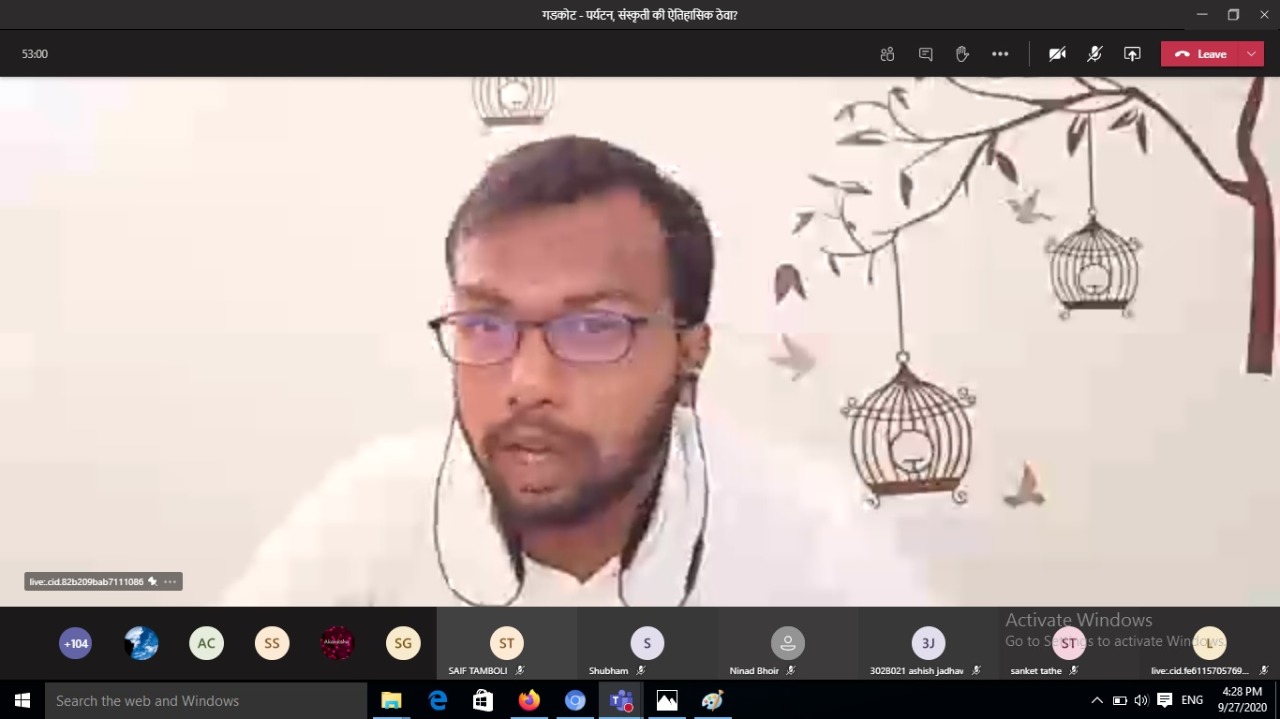 गडकोट - पर्यटन, संस्कृती की ऐतिहासिक ठेवा?
53:00
Leave
live:.cid.82b209bab7111086
Activate Windows
Go to Settings to activate Windows.
+104
AC
SS
Akanksha
SG
ST
S
3J
ST
L
SAIF TAMBOLI
Shubham
Ninad Bhoir
3028021 ashish jadhav
sanket tathe
live:.cid.fe6115705769...
Search the web and Windows
ENG
4:28 PM
9/27/2020